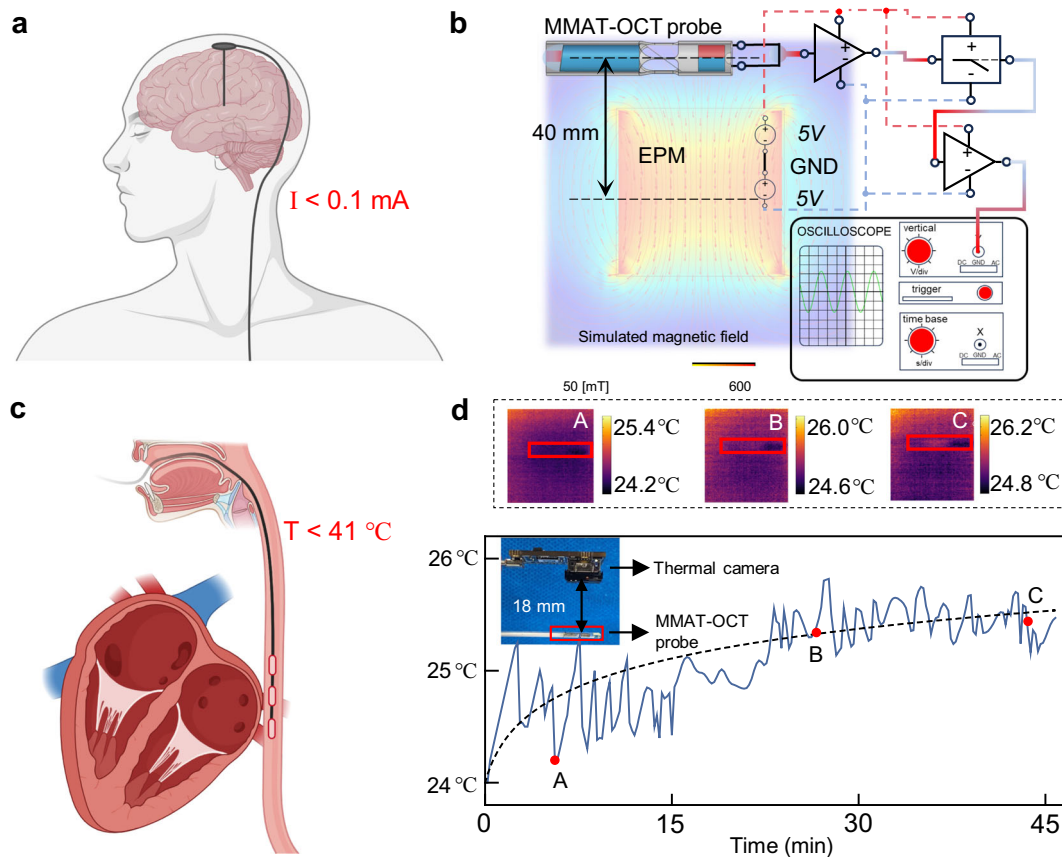 a
I < 0.1 mA
b
MMAT-OCT probe
40 mm
EPM
5V
GND
5V
OSCILLOSCOPE
vertical
V/div
Y
DC GND AC
trigger
time base
s/div
X
DC GND AC
Simulated magnetic field
50 [mT] 600
c
T < 41 ℃
d
A
25.4 ℃
24.2 ℃
B
26.0 ℃
24.6 ℃
C
26.2 ℃
24.8 ℃
26 ℃
25 ℃
24 ℃
18 mm
Thermal camera
MMAT-OCT
probe
A
B
C
0 15 30 45
Time (min)